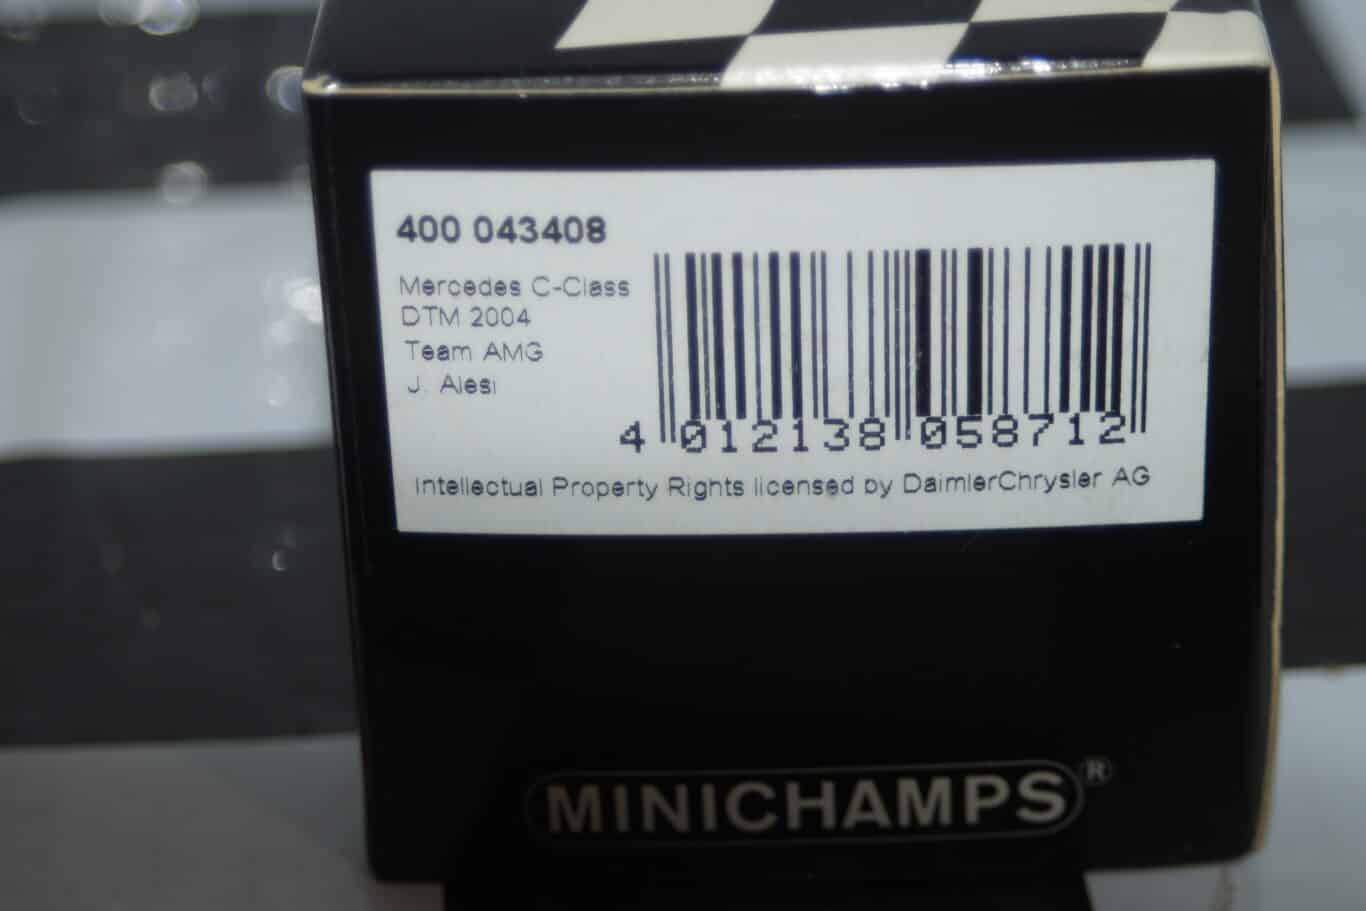 400 043408
Mercedes C-Class
DTM 2004
Team AMG
J. Alesi
4 012138 058712
Intellectual Property Rights licensed by DaimlerChrysler AG
MINICHAMPS®